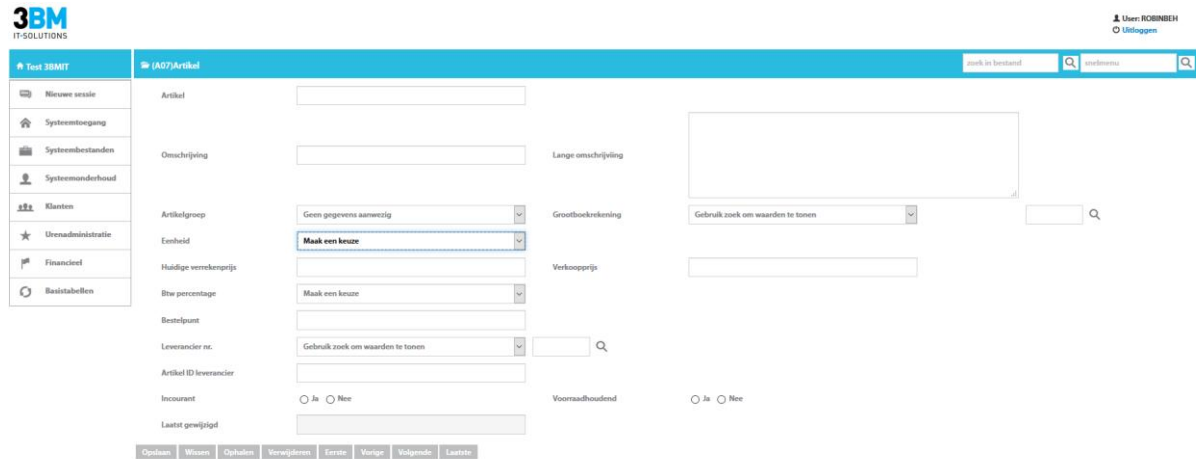 3BM
IT-SOLUTIONS
User: ROBINBEH
Uitloggen
Test 3BMIT
(A07)Artikel
zoek in bestand
snelmenu
Nieuwe sessie
Systeemtoegang
Systeembestanden
Systeemonderhoud
Klanten
Urenadministratie
Financieel
Basistabellen
Artikel
Omschrijving
Lange omschrijviing
Artikelgroep
Geen gegevens aanwezig
Grootboekrekening
Gebruik zoek om waarden te tonen
Eenheid
Maak een keuze
Huidige verrekenprijs
Verkoopprijs
Btw percentage
Maak een keuze
Bestelpunt
Leverancier nr.
Gebruik zoek om waarden te tonen
Artikel ID leverancier
Incourant
Ja Nee
Voorraadhoudend
Ja Nee
Laatst gewijzigd
Opslaan Wissen Ophalen Verwijderen Eerste Vorige Volgende Laatste